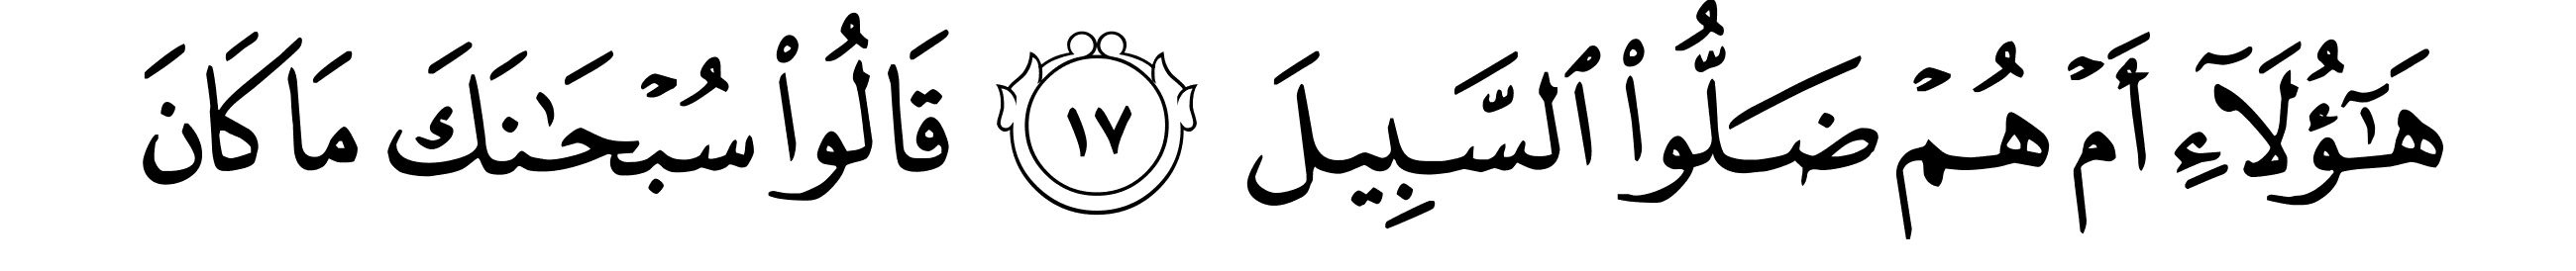 هَـٰٓؤُلَآءِ أَمۡ هُمۡ ضَلُّواْ ٱلسَّبِيلَ ١٧ قَالُواْ سُبۡحَٰنَكَ مَا كَانَ